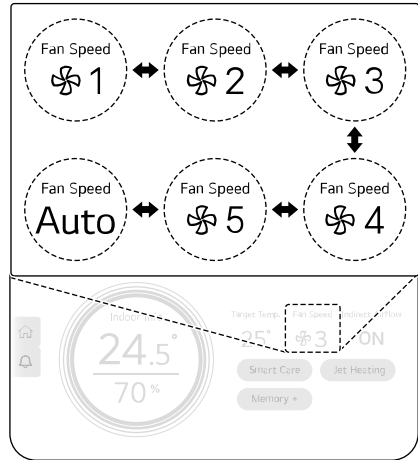 Fan Speed Fan Speed Fan Speed
1 2 3
Fan Speed Fan Speed Fan Speed
Auto 5 4
Target Temp. Fan Speed Indirect Airflow
Indoor
24.5° 25° 3 ON
70%
Smart Care Jet Heating
Memory +